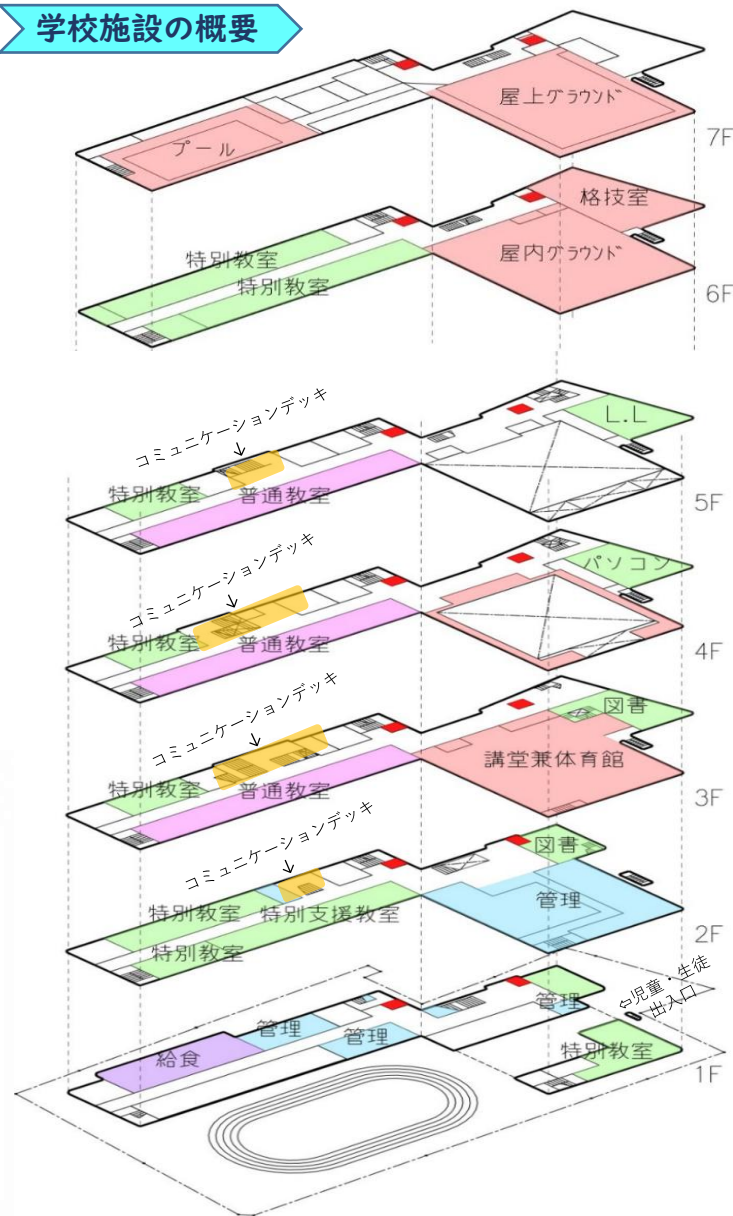 学校施設の概要
屋上グラウンド
プール
7F
格技室
特別教室
屋内グラウンド
特別教室
6F
コミュニケーションデッキ
↓
L.L
特別教室
普通教室
5F
コミュニケーションデッキ
↓
パソコン
特別教室
普通教室
4F
コミュニケーションデッキ
↓
図書
講堂兼体育館
特別教室
普通教室
3F
コミュニケーションデッキ
↓
図書
管理
特別教室
特別支援教室
特別教室
2F
⇦児童・生徒
出入口
管理
管理
管理
給食
特別教室
1F